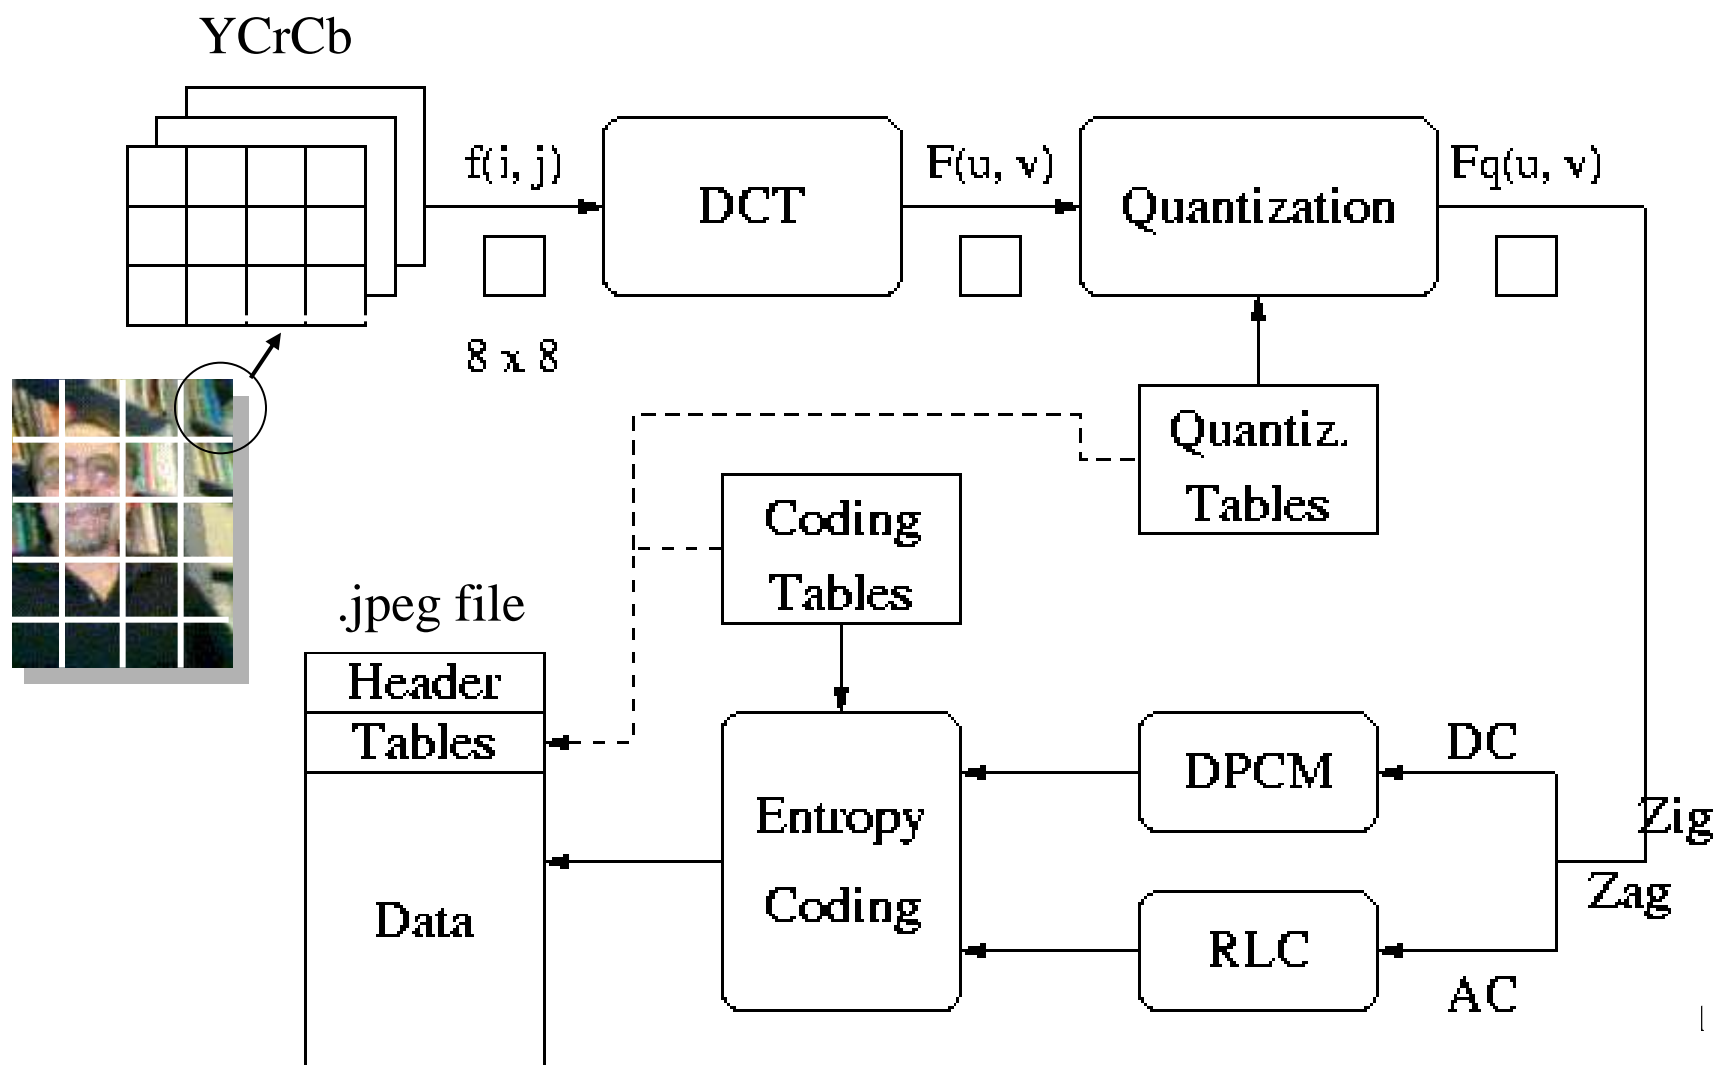 YCrCb
f(i, j)
8 x 8
DCT
F(u, v)
Quantization
Fq(u, v)
Quantiz.
Tables
Coding
Tables
.jpeg file
Header
Tables
Data
Entropy
Coding
DPCM
DC
RLC
AC
Zig
Zag